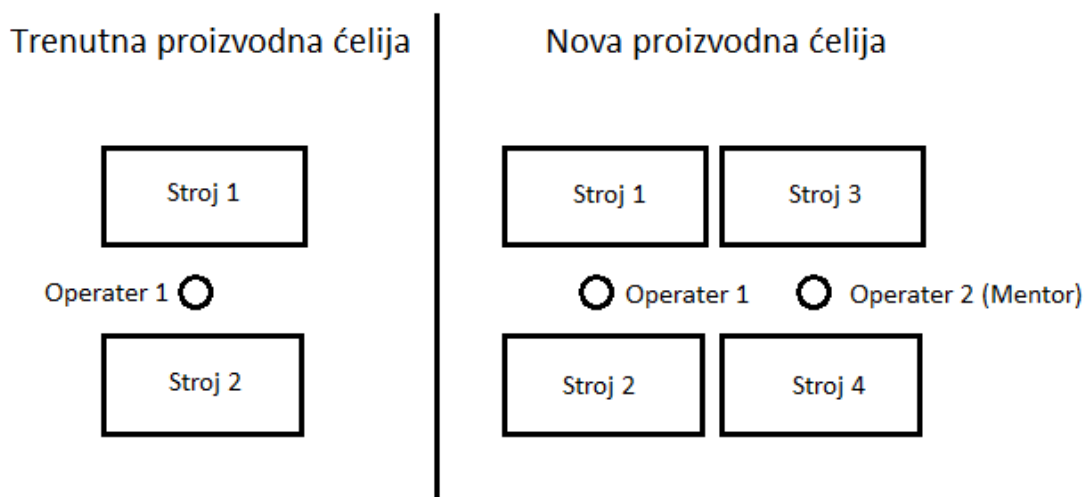 Trenutna proizvodna ćelija
Nova proizvodna ćelija
Stroj 1
Stroj 1
Stroj 3
Operater 1
Operater 1
Operater 2 (Mentor)
Stroj 2
Stroj 2
Stroj 4